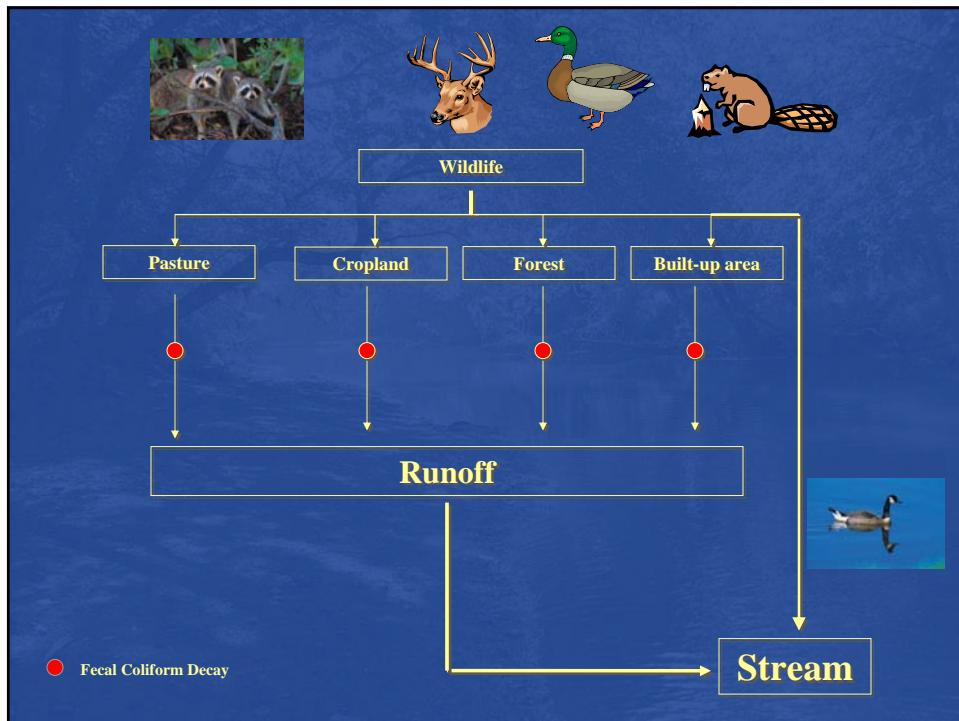 Wildlife
Pasture
Cropland
Forest
Built-up area
Runoff
Fecal Coliform Decay
Stream